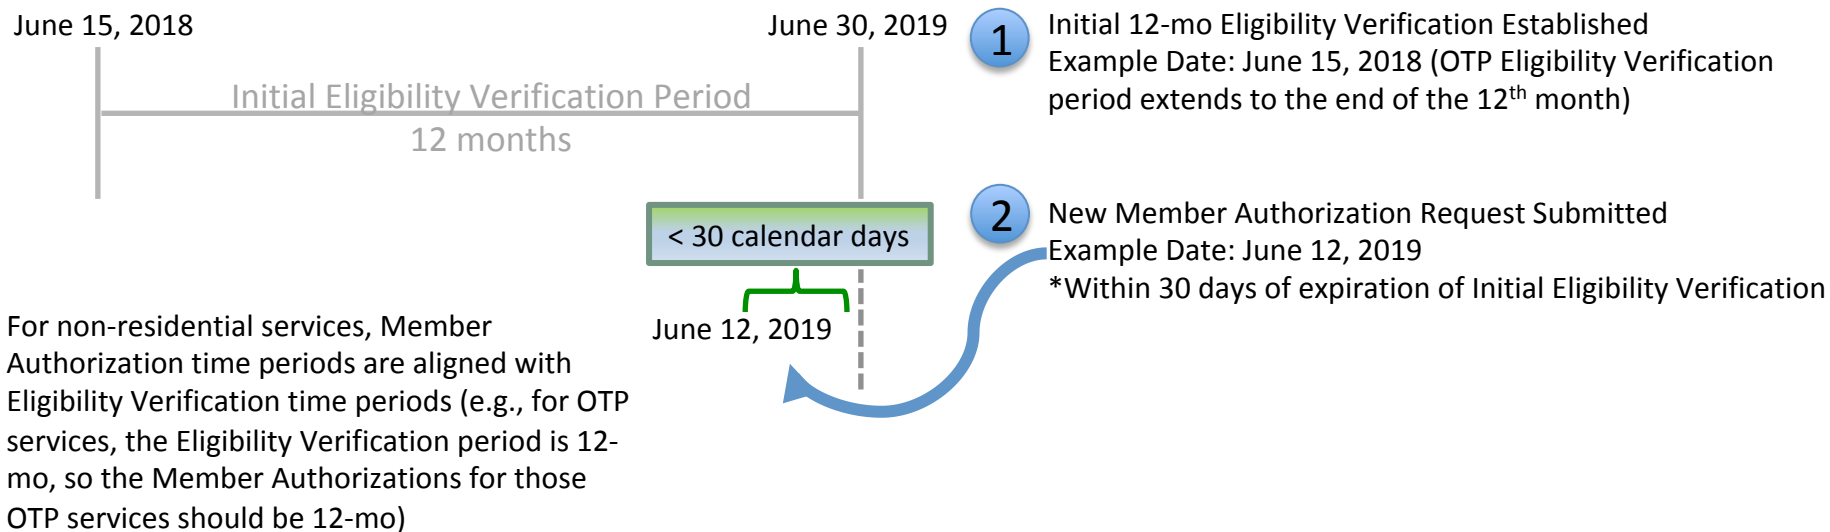 June 15, 2018
June 30, 2019
Initial Eligibility Verification Period
12 months
1
Initial 12-mo Eligibility Verification Established
Example Date: June 15, 2018 (OTP Eligibility Verification
period extends to the end of the 12th month)
< 30 calendar days
June 12, 2019
2
New Member Authorization Request Submitted
Example Date: June 12, 2019
*Within 30 days of expiration of Initial Eligibility Verification
For non-residential services, Member
Authorization time periods are aligned with
Eligibility Verification time periods (e.g., for OTP
services, the Eligibility Verification period is 12-
mo, so the Member Authorizations for those
OTP services should be 12-mo)